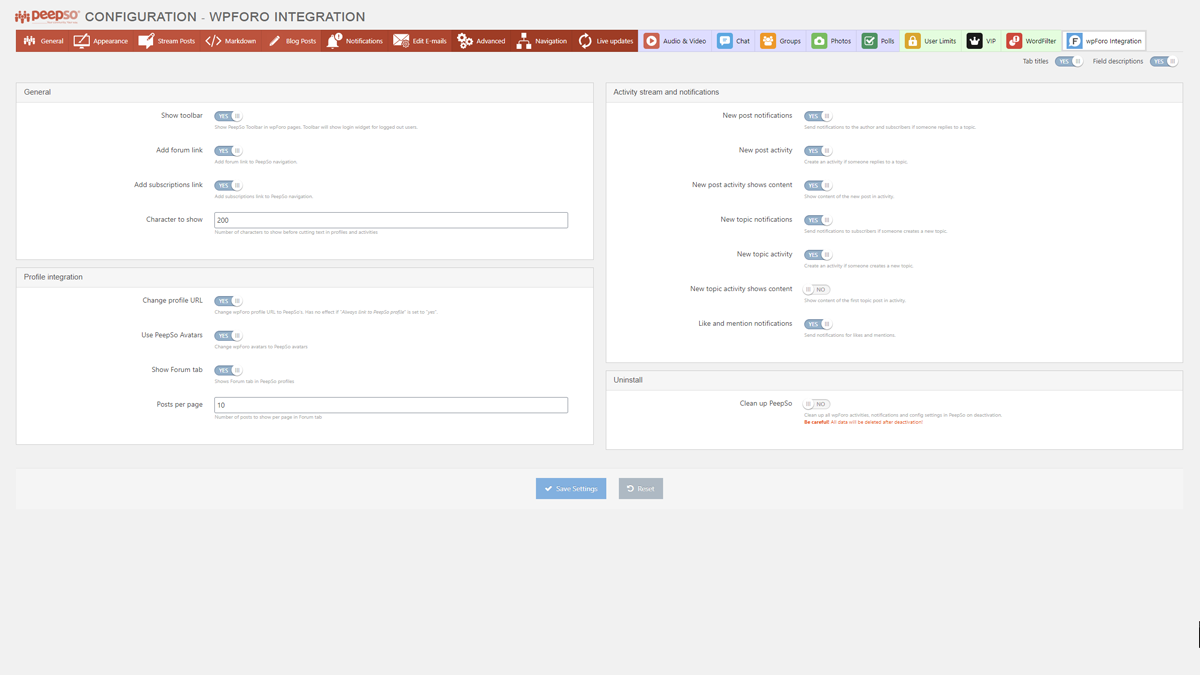 peepso CONFIGURATION - WPFORO INTEGRATION
General Appearance Stream Posts Markdown Blog Posts Notifications Edit E-mails Advanced Navigation Live updates Audio & Video Chat Groups Photos Polls User Limits VIP WordFilter wpForo Integration
Tab titles YES Field descriptions YES
General
Show toolbar YES
Show PeepSo Toolbar in wpForo pages. Toolbar will show login widget for logged out users.
Add forum link YES
Add forum link to PeepSo navigation.
Add subscriptions link YES
Add subscriptions link to PeepSo navigation.
Character to show 200
Number of characters to show before cutting text in profiles and activities
Profile integration
Change profile URL YES
Change wpForo profile URL to PeepSo's. Has no effect if "Always link to PeepSo profile" is set to "yes".
Use PeepSo Avatars YES
Change wpForo avatars to PeepSo avatars
Show Forum tab YES
Shows Forum tab in PeepSo profiles
Posts per page 10
Number of posts to show per page in Forum tab
Activity stream and notifications
New post notifications YES
Send notifications to the author and subscribers if someone replies to a topic.
New post activity YES
Create an activity if someone replies to a topic.
New post activity shows content YES
Show content of the new post in activity.
New topic notifications YES
Send notifications to subscribers if someone creates a new topic.
New topic activity YES
Create an activity if someone creates a new topic.
New topic activity shows content NO
Show content of the first topic post in activity.
Like and mention notifications YES
Send notifications for likes and mentions.
Uninstall
Clean up PeepSo NO
Clean up all wpForo activities, notifications and config settings in PeepSo on deactivation.
Be careful! All data will be deleted after deactivation!
Save Settings Reset